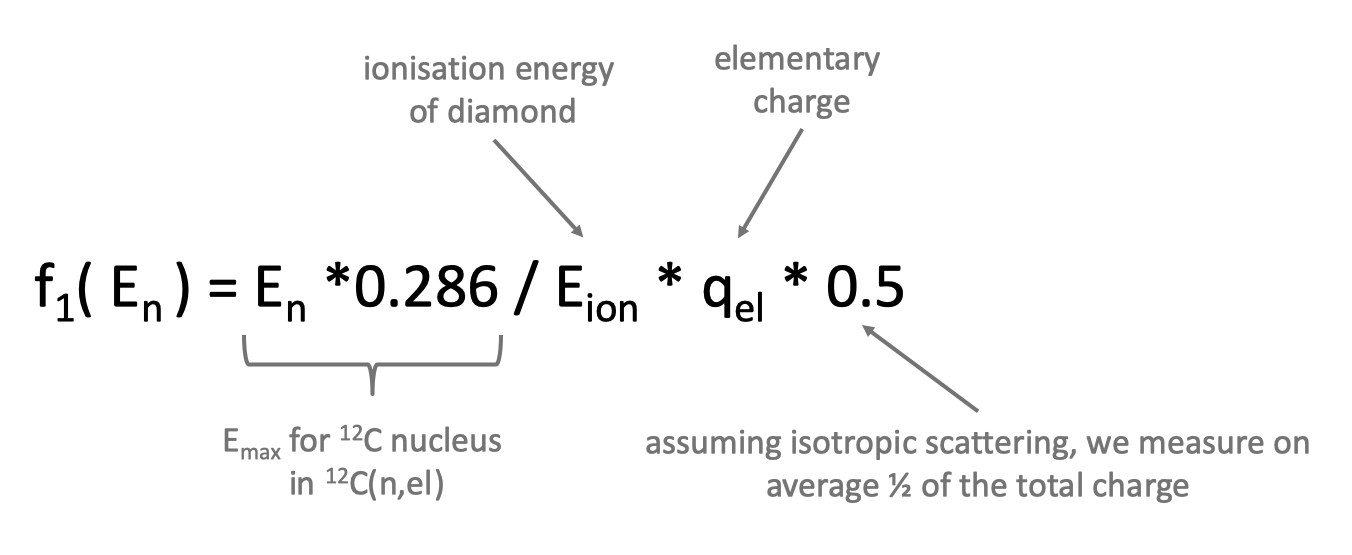 ionisation energy
of diamond
elementary
charge
f₁( Eₙ ) = Eₙ *0.286 / Eᵢₒₙ * qₑₗ * 0.5
Eₘₐₓ for ¹²C nucleus
in ¹²C(n,el)
assuming isotropic scattering, we measure on
average ½ of the total charge